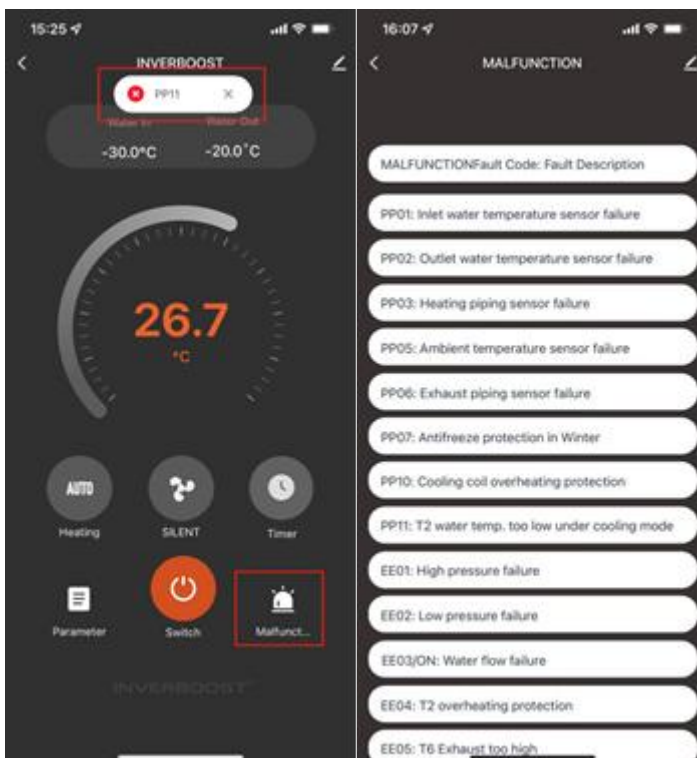 15:25
INVERBOOST
PP11
Water In Water Out
-30.0°C -20.0°C
26.7
°C
AUTO
Heating SILENT Timer
Parameter Switch Malfunct...
INVERBOOST
16:07
MALFUNCTION
MALFUNCTIONFault Code: Fault Description
PP01: Inlet water temperature sensor failure
PP02: Outlet water temperature sensor failure
PP03: Heating piping sensor failure
PP05: Ambient temperature sensor failure
PP06: Exhaust piping sensor failure
PP07: Antifreeze protection in Winter
PP10: Cooling coil overheating protection
PP11: T2 water temp. too low under cooling mode
EE01: High pressure failure
EE02: Low pressure failure
EE03/ON: Water flow failure
EE04: T2 overheating protection
EE05: T6 Exhaust too high